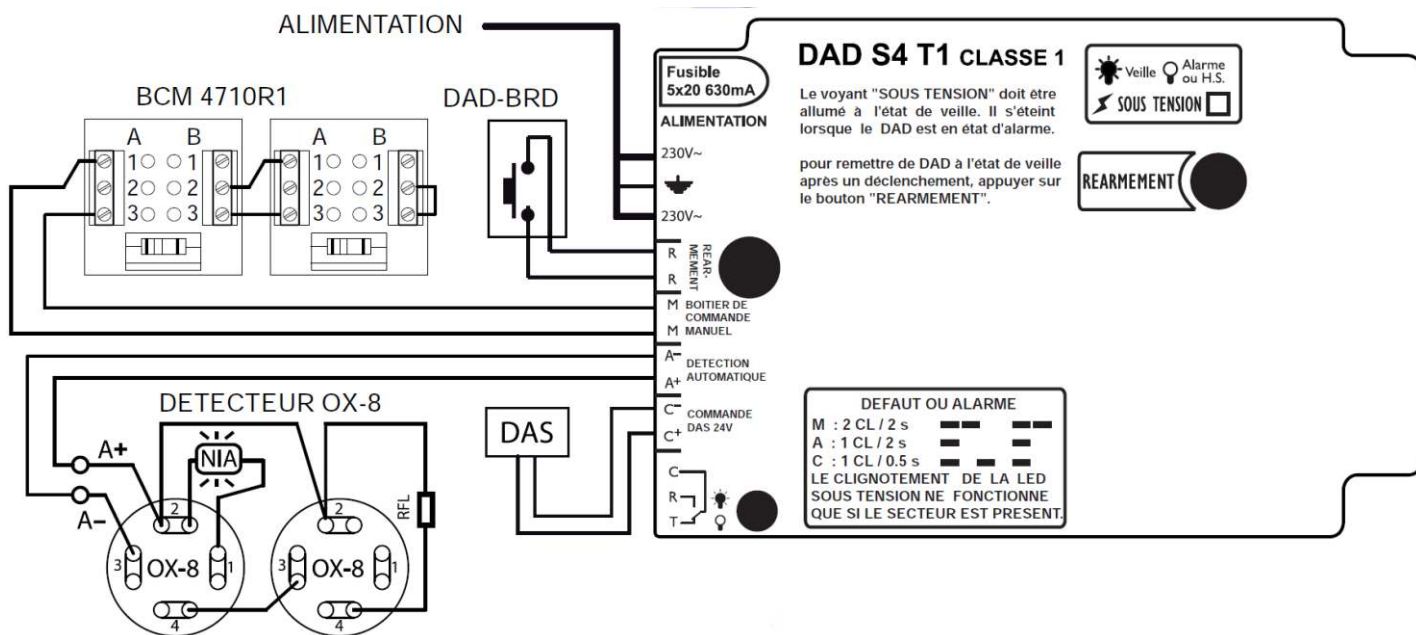 ALIMENTATION
BCM 4710R1
A B
1 1
2 2
3 3
A B
1 1
2 2
3 3
DAD-BRD
Fusible
5x20 630mA
ALIMENTATION
230V~
230V~
R
R
REAR-
MEMENT
M BOITIER DE
COMMANDE
M MANUEL
A- DETECTION
A+ AUTOMATIQUE
C- COMMANDE
C+ DAS 24V
C
R
T
DAD S4 T1 CLASSE 1
Le voyant "SOUS TENSION" doit être
allumé à l'état de veille. Il s'éteint
lorsque le DAD est en état d'alarme.
pour remettre de DAD à l'état de veille
après un déclenchement, appuyer sur
le bouton "REARMEMENT".
Veille Alarme
ou H.S.
SOUS TENSION
REARMEMENT
DEFAUT OU ALARME
M : 2 CL / 2 s
A : 1 CL / 2 s
C : 1 CL / 0.5 s
LE CLIGNOTEMENT DE LA LED
SOUS TENSION NE FONCTIONNE
QUE SI LE SECTEUR EST PRESENT.
DETECTEUR OX-8
A+
A-
NIA
2
3 OX-8 1
4
2
3 OX-8 1
4
RFL
DAS